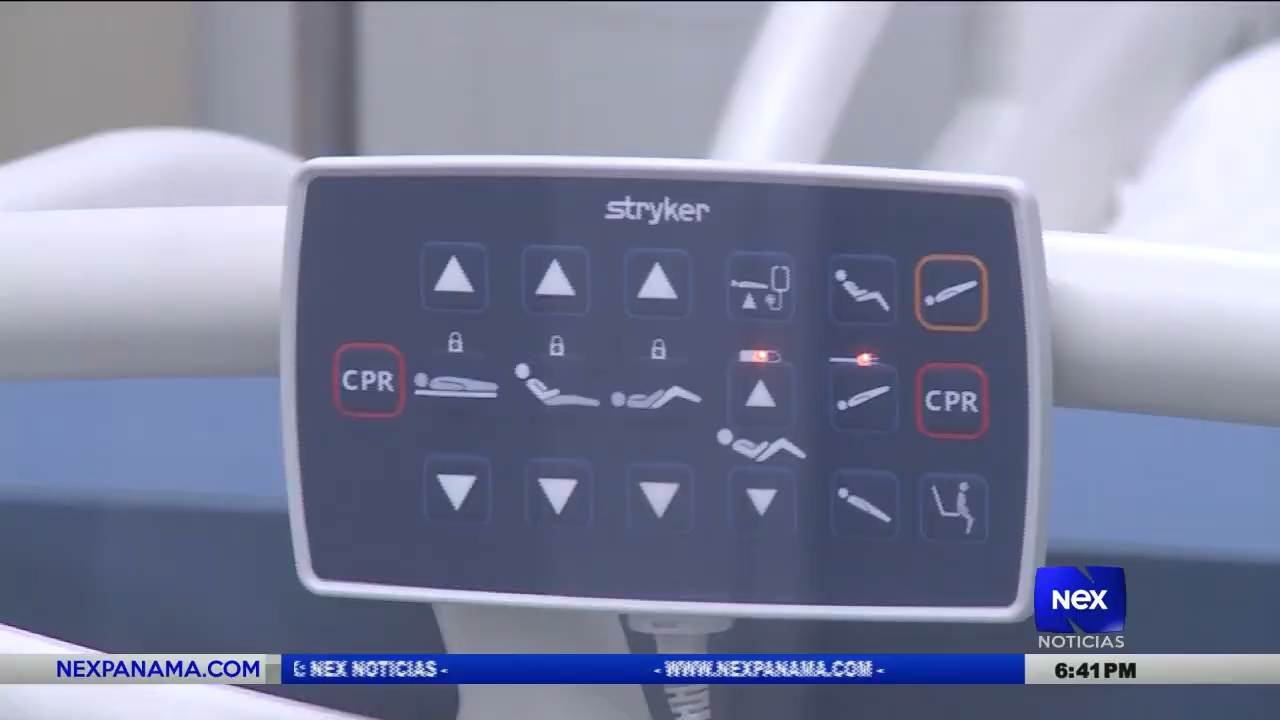 stryker
CPR
CPR
nex
NOTICIAS
NEXPANAMA.COM
NEX NOTICIAS -
- WWW.NEXPANAMA.COM -
6:41 PM